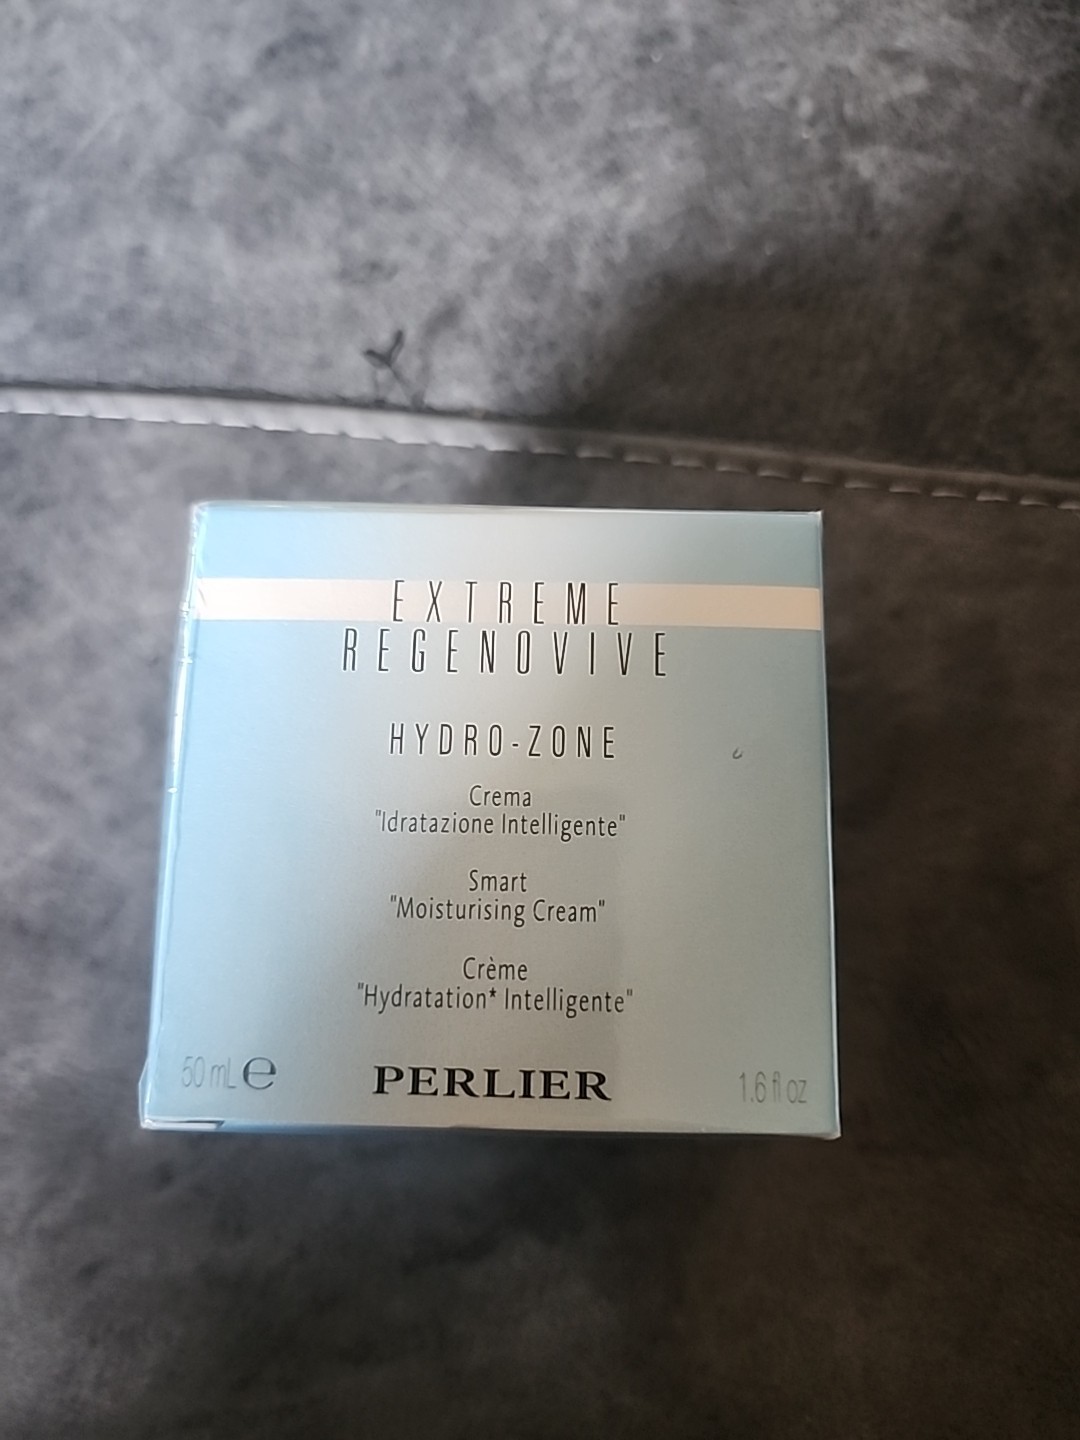 EXTREME
REGENOVIVE
HYDRO-ZONE
Crema
"Idratazione Intelligente"
Smart
"Moisturising Cream"
Crème
"Hydratation* Intelligente"
50 mL ℮
PERLIER
1.6 fl oz